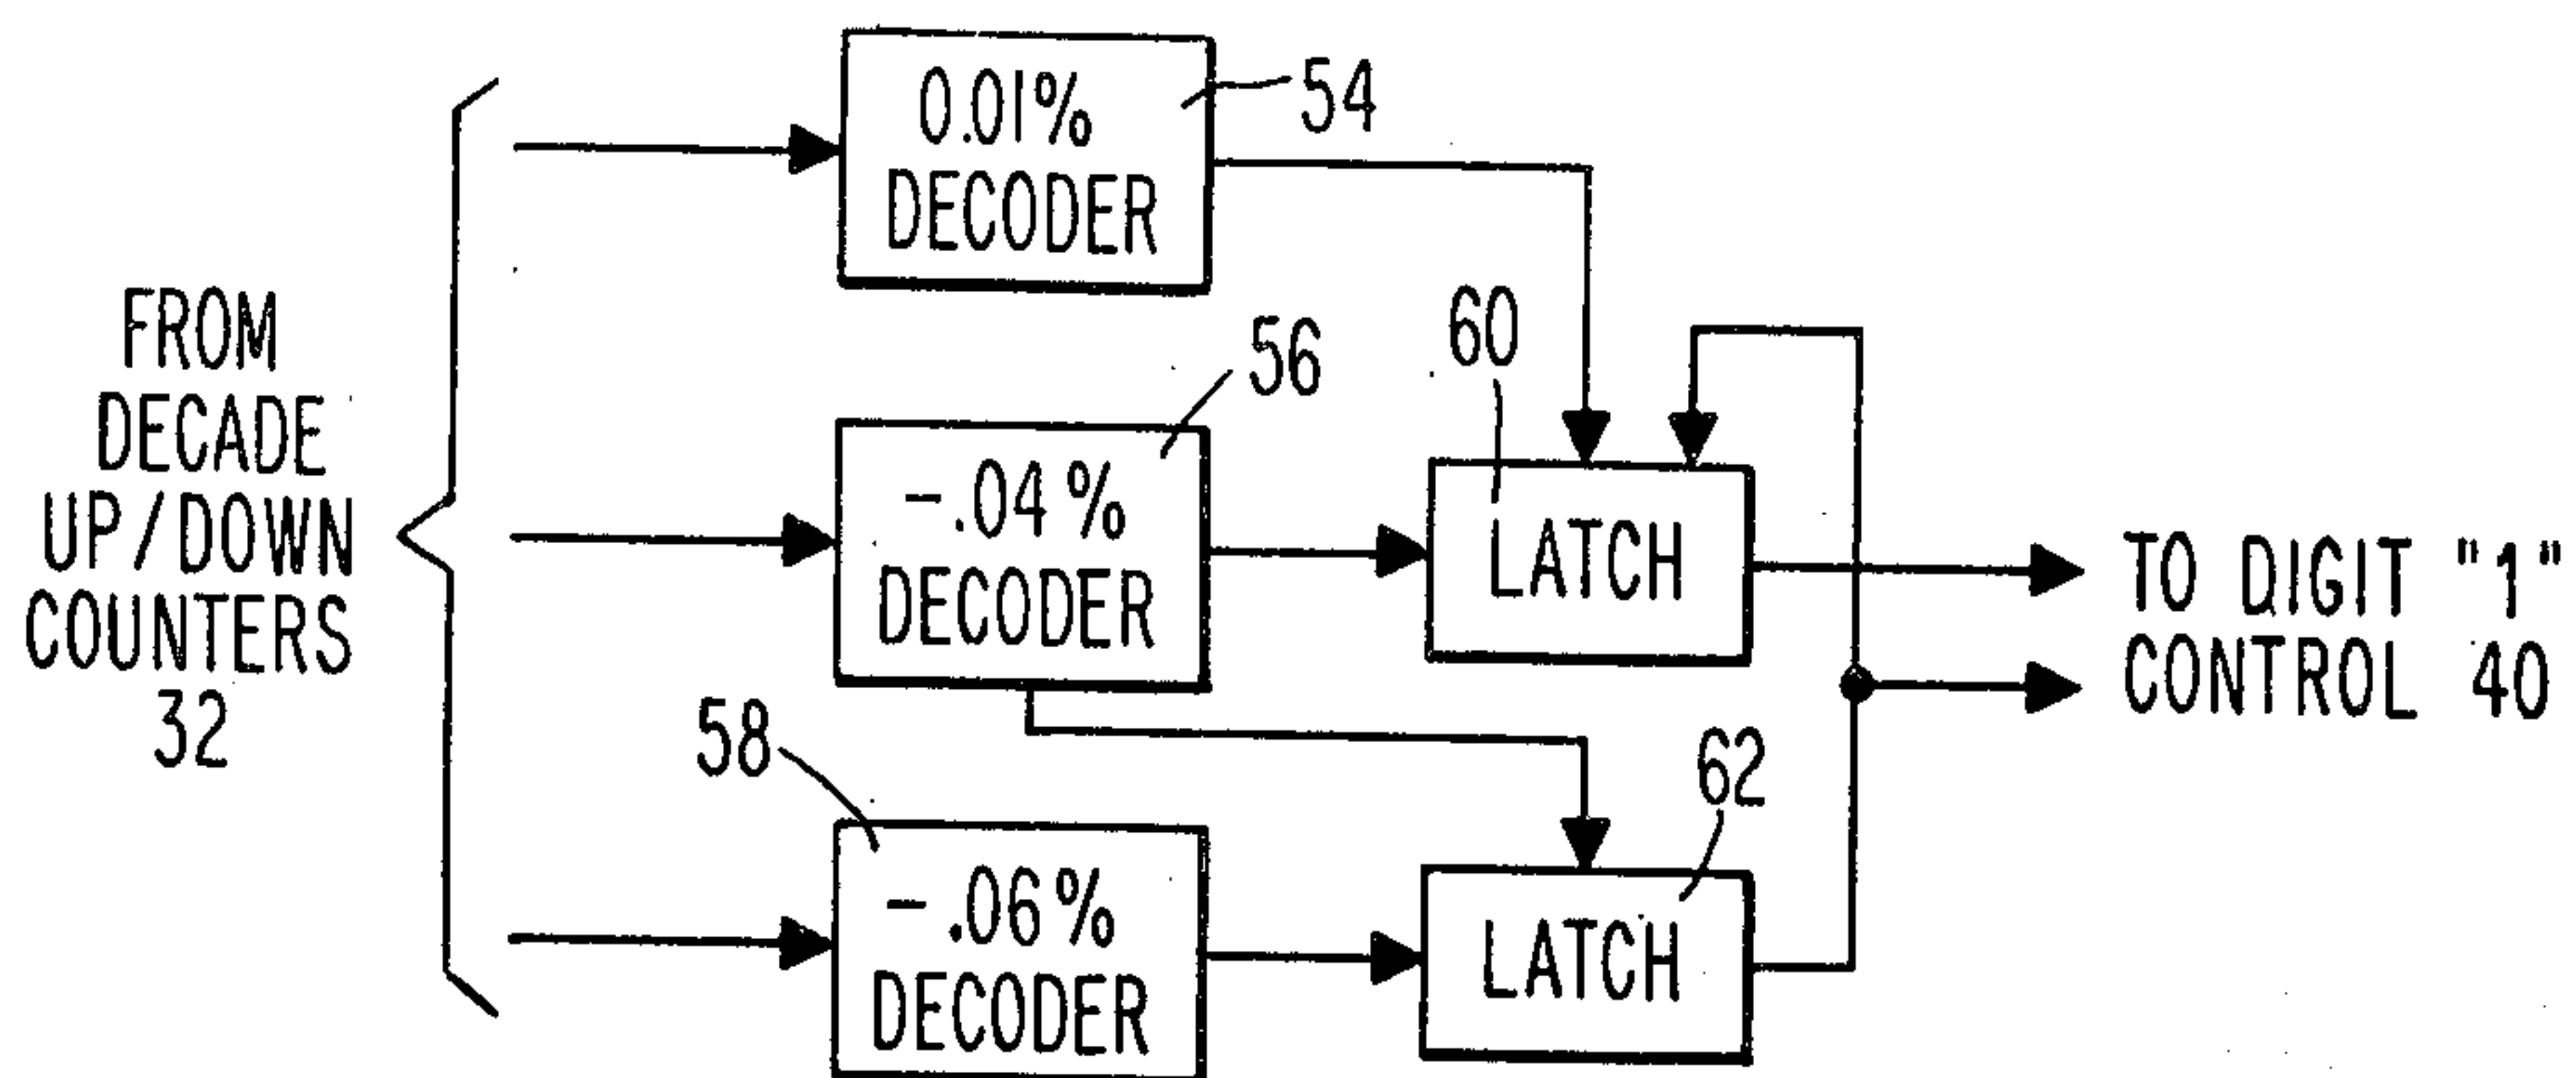 0.01%
DECODER
54
FROM
DECADE
UP/DOWN
COUNTERS
32
-.04%
DECODER
56
60
LATCH
TO DIGIT "1"
CONTROL 40
58
-.06%
DECODER
62
LATCH